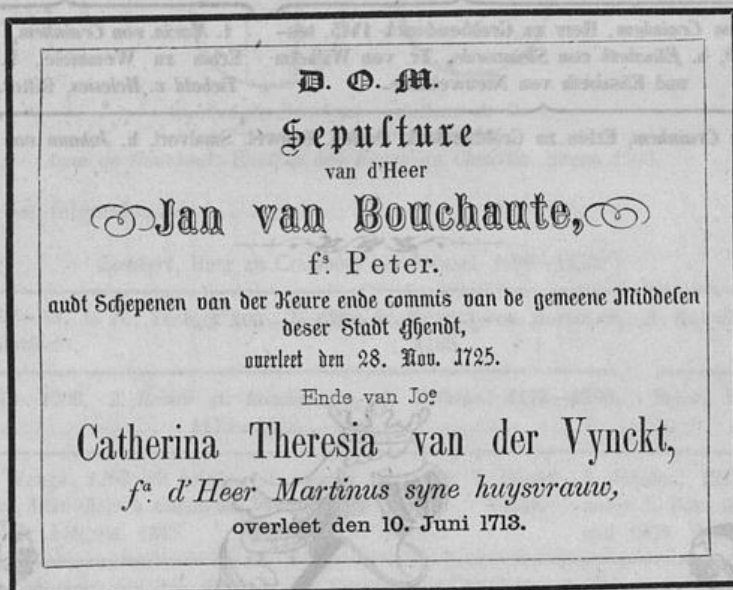 D. O. M.
Sepulture
van d'Heer
Jan van Bouchaute,
fˢ Peter.
audt Schepenen van der Keure ende commis van de gemeene Middelen
deser Stadt Ghendt,
overleet den 28. Nov. 1725.
Ende van Joᵉ
Catherina Theresia van der Vynckt,
fᵃ d'Heer Martinus syne huysvrauw,
overleet den 10. Juni 1713.